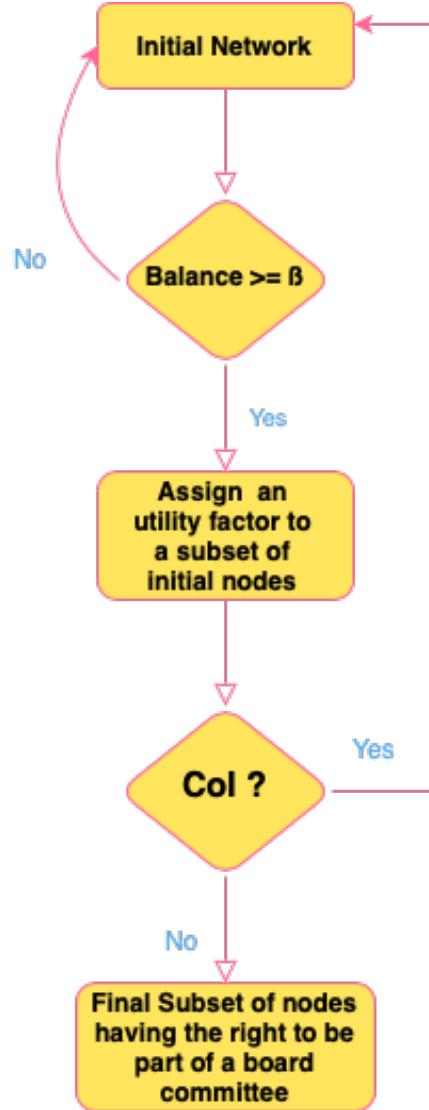 Initial Network
Balance >= ß
No
Yes
Assign an
utility factor to
a subset of
initial nodes
CoI ?
Yes
No
Final Subset of nodes
having the right to be
part of a board
committee